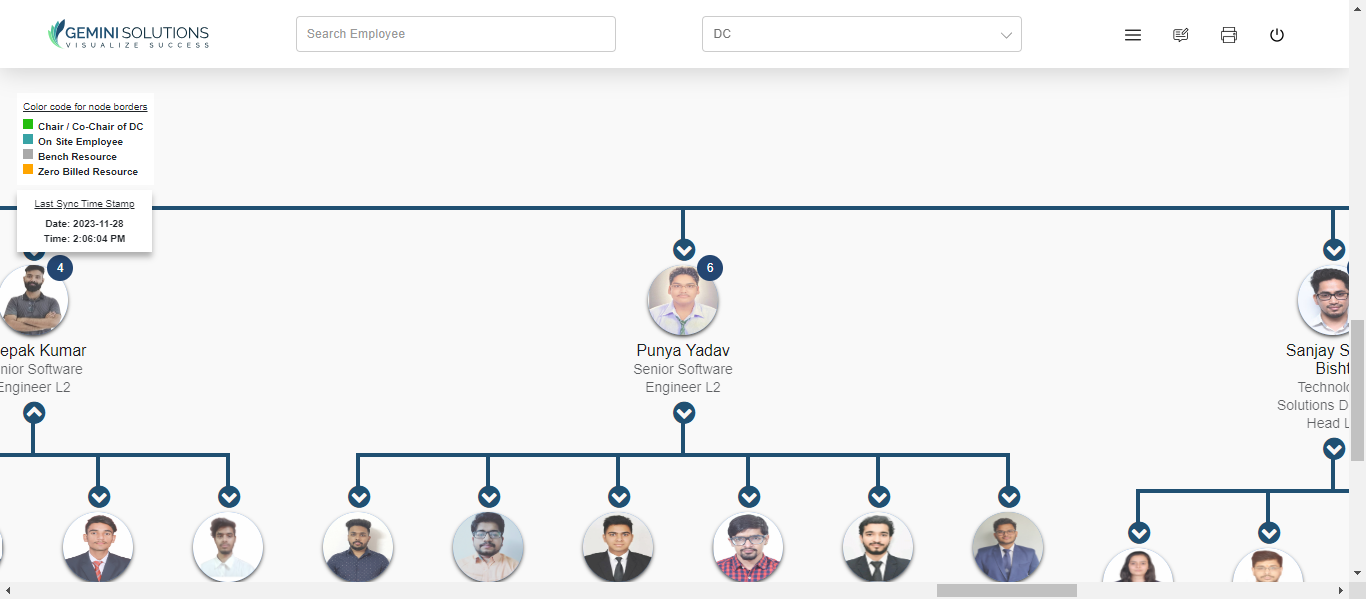 GEMINI SOLUTIONS
VISUALIZE SUCCESS
Search Employee
DC
Color code for node borders
Chair / Co-Chair of DC
On Site Employee
Bench Resource
Zero Billed Resource
Last Sync Time Stamp
Date: 2023-11-28
Time: 2:06:04 PM
4
epak Kumar
nior Software
Engineer L2
6
Punya Yadav
Senior Software
Engineer L2
Sanjay S
Bisht
Technolo
Solutions D
Head L